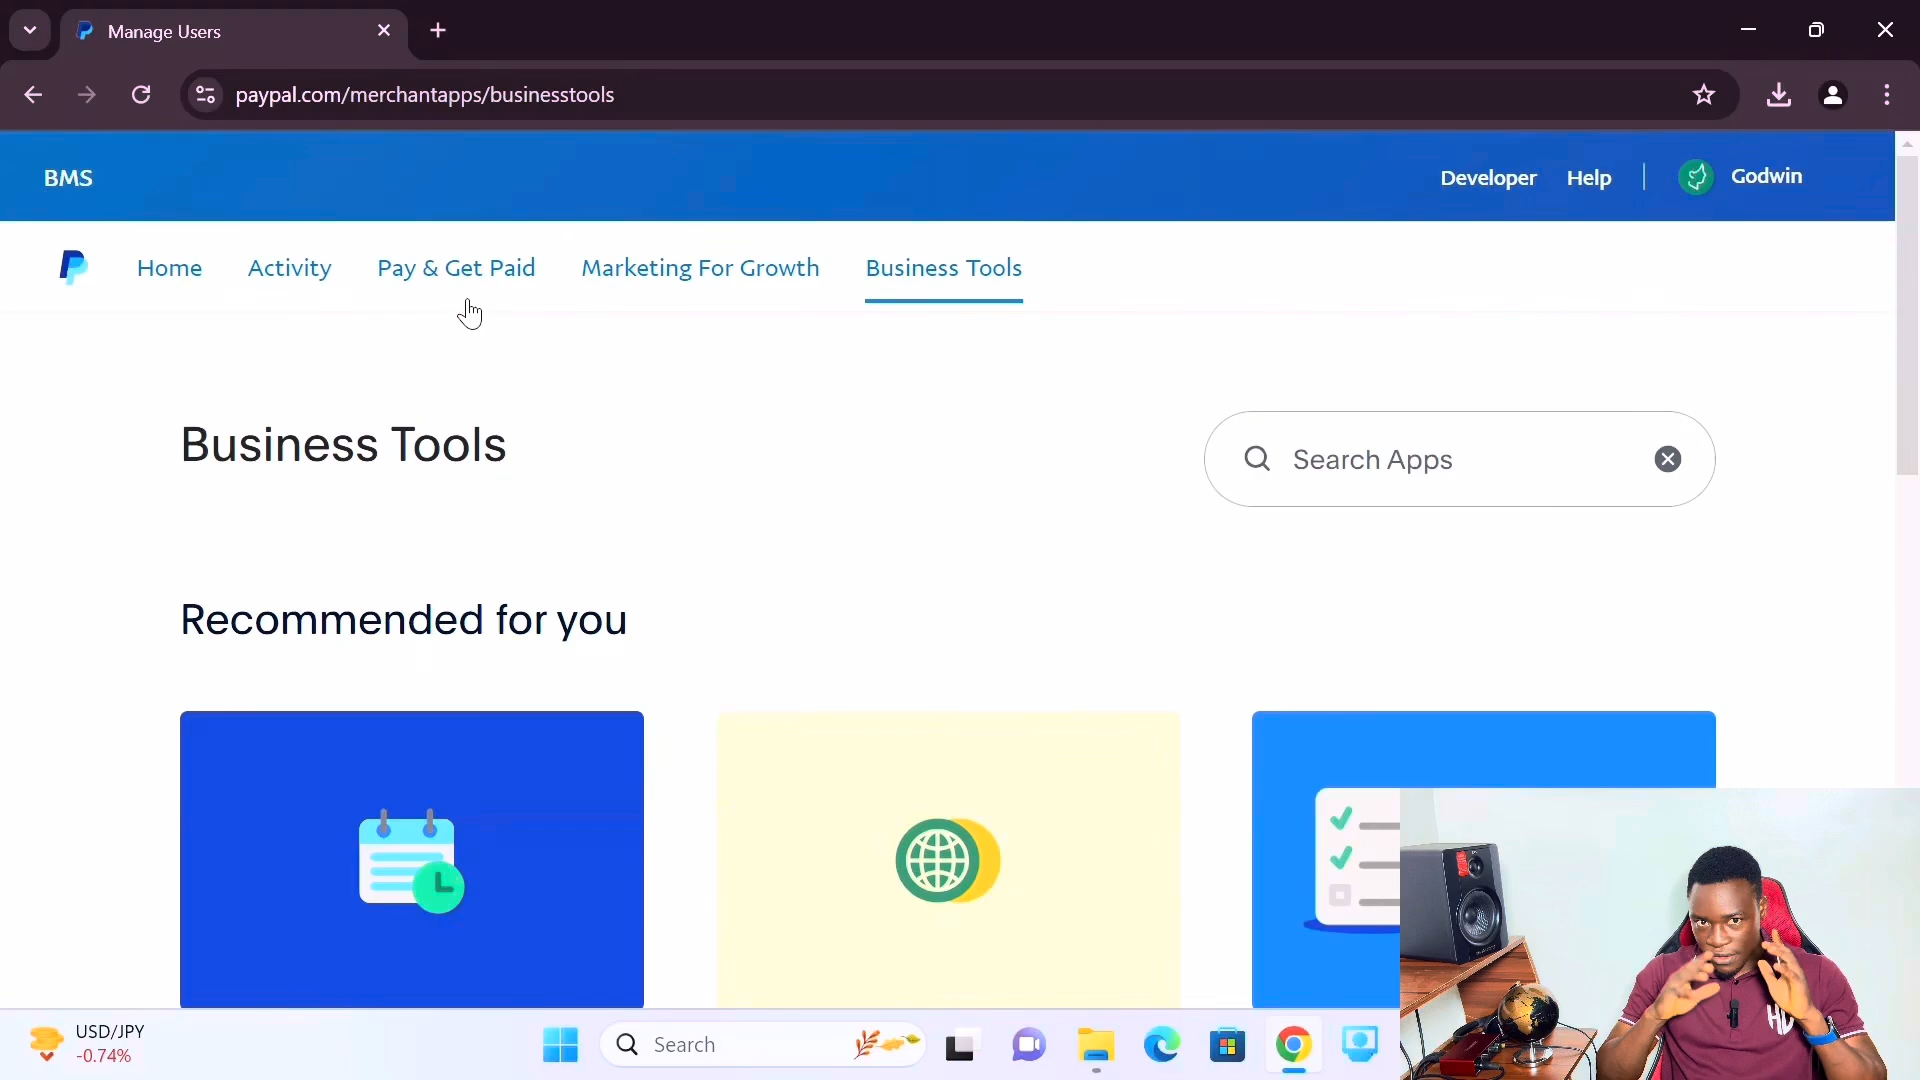 Manage Users
paypal.com/merchantapps/businesstools
BMS
Developer
Help
Godwin
Home
Activity
Pay & Get Paid
Marketing For Growth
Business Tools
Business Tools
Search Apps
Recommended for you
USD/JPY
-0.74%
Search